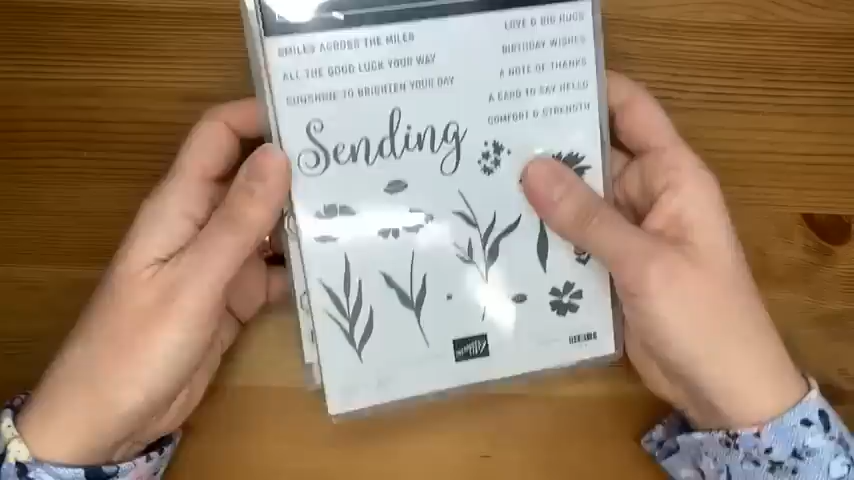 SMILES ACROSS THE MILES
ALL THE GOOD LUCK YOUR WAY
SUNSHINE TO BRIGHTEN YOUR DAY
LOVE & BIG HUGS
BIRTHDAY WISHES
A NOTE OF THANKS
A CARD TO SAY HELLO
COMFORT & STRENGTH
Sending